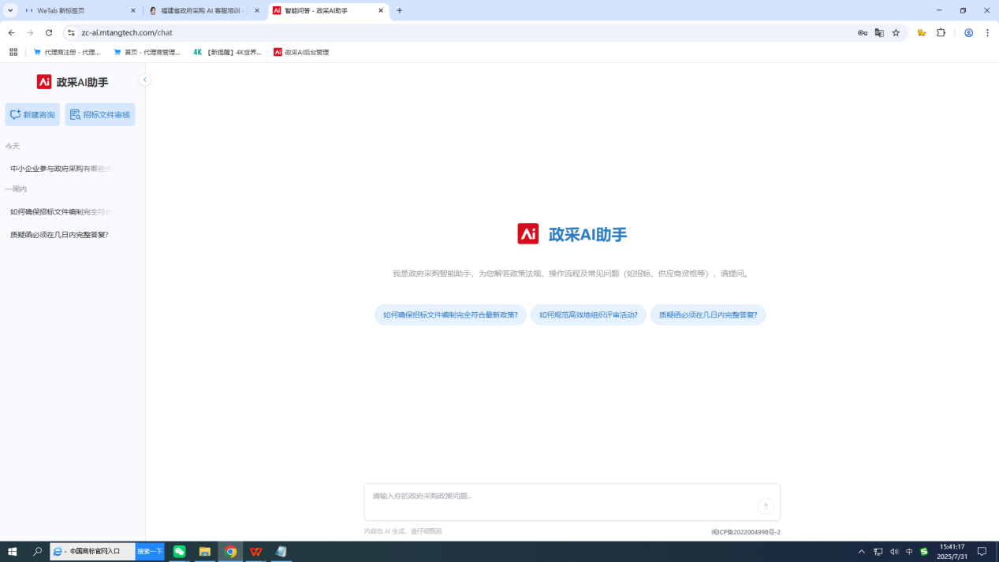 WeTab 新标签页
福建省政府采购 AI 客服培训 -
智能问答 - 政采AI助手
zc-ai.mtangtech.com/chat
代理商注册 - 代理...
首页 - 代理商管理...
4K 【新提醒】4K世界...
政采AI后台管理
政采AI助手
新建咨询
招标文件审核
今天
中小企业参与政府采购有哪些优
一周内
如何确保招标文件编制完全符合
质疑函必须在几日内完整答复?
Ai 政采AI助手
我是政府采购智能助手，为您解答政策法规、操作流程及常见问题（如招标、供应商资格等），请提问。
如何确保招标文件编制完全符合最新政策?
如何规范高效地组织评审活动?
质疑函必须在几日内完整答复?
请输入你的政府采购政策问题...
内容由 AI 生成，请仔细甄别
闽ICP备2022004998号-2
中国商标官网入口
搜索一下
中
15:41:17
2025/7/31